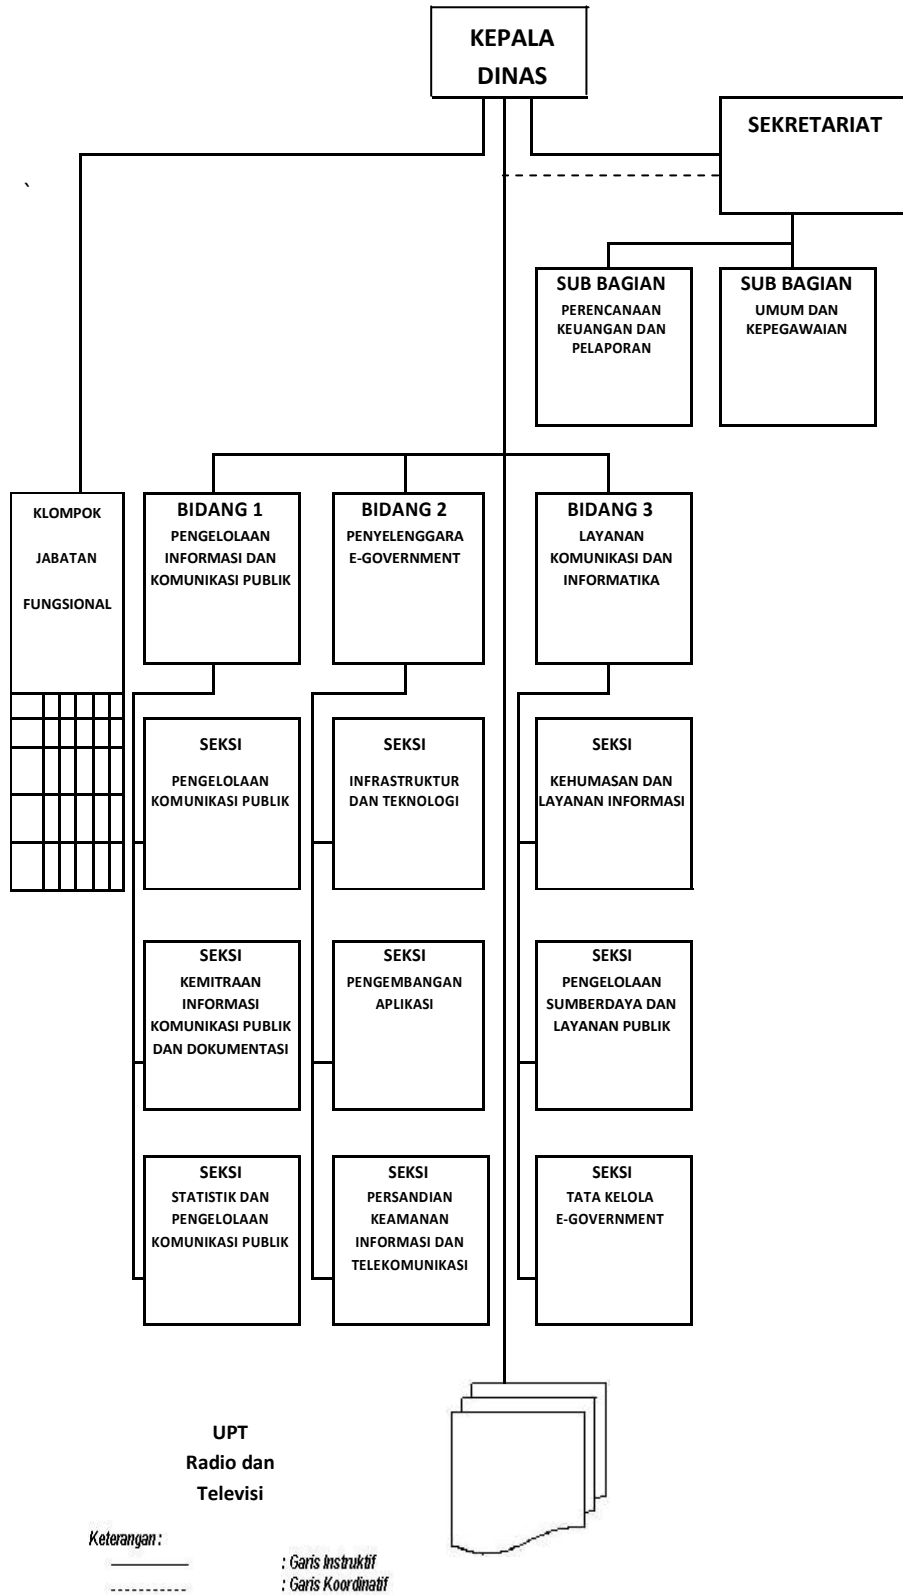 KEPALA
DINAS
SEKRETARIAT
`
SUB BAGIAN
PERENCANAAN
KEUANGAN DAN
PELAPORAN
SUB BAGIAN
UMUM DAN
KEPEGAWAIAN
KLOMPOK
JABATAN
FUNGSIONAL
BIDANG 1
PENGELOLAAN
INFORMASI DAN
KOMUNIKASI PUBLIK
BIDANG 2
PENYELENGGARA
E-GOVERNMENT
BIDANG 3
LAYANAN
KOMUNIKASI DAN
INFORMATIKA
SEKSI
PENGELOLAAN
KOMUNIKASI PUBLIK
SEKSI
INFRASTRUKTUR
DAN TEKNOLOGI
SEKSI
KEHUMASAN DAN
LAYANAN INFORMASI
SEKSI
KEMITRAAN
INFORMASI
KOMUNIKASI PUBLIK
DAN DOKUMENTASI
SEKSI
PENGEMBANGAN
APLIKASI
SEKSI
PENGELOLAAN
SUMBERDAYA DAN
LAYANAN PUBLIK
SEKSI
STATISTIK DAN
PENGELOLAAN
KOMUNIKASI PUBLIK
SEKSI
PERSANDIAN
KEAMANAN
INFORMASI DAN
TELEKOMUNIKASI
SEKSI
TATA KELOLA
E-GOVERNMENT
UPT
Radio dan
Televisi
Keterangan :
: Garis Instruktif
: Garis Koordinatif